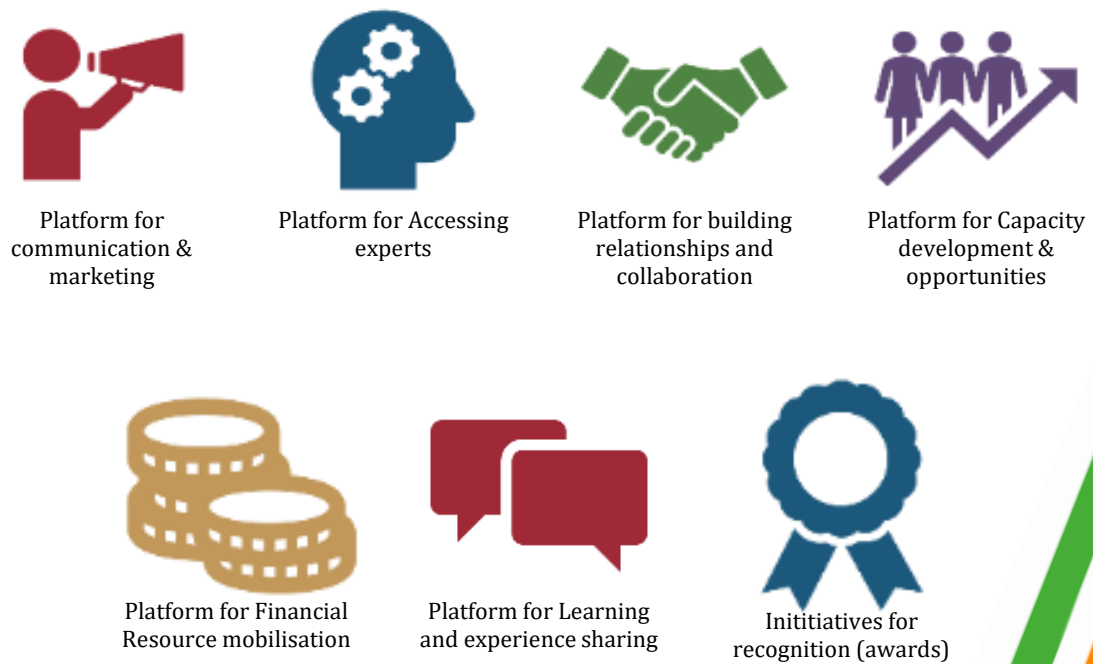 Platform for
communication &
marketing
Platform for Accessing
experts
Platform for building
relationships and
collaboration
Platform for Capacity
development &
opportunities
Platform for Financial
Resource mobilisation
Platform for Learning
and experience sharing
Inititiatives for
recognition (awards)